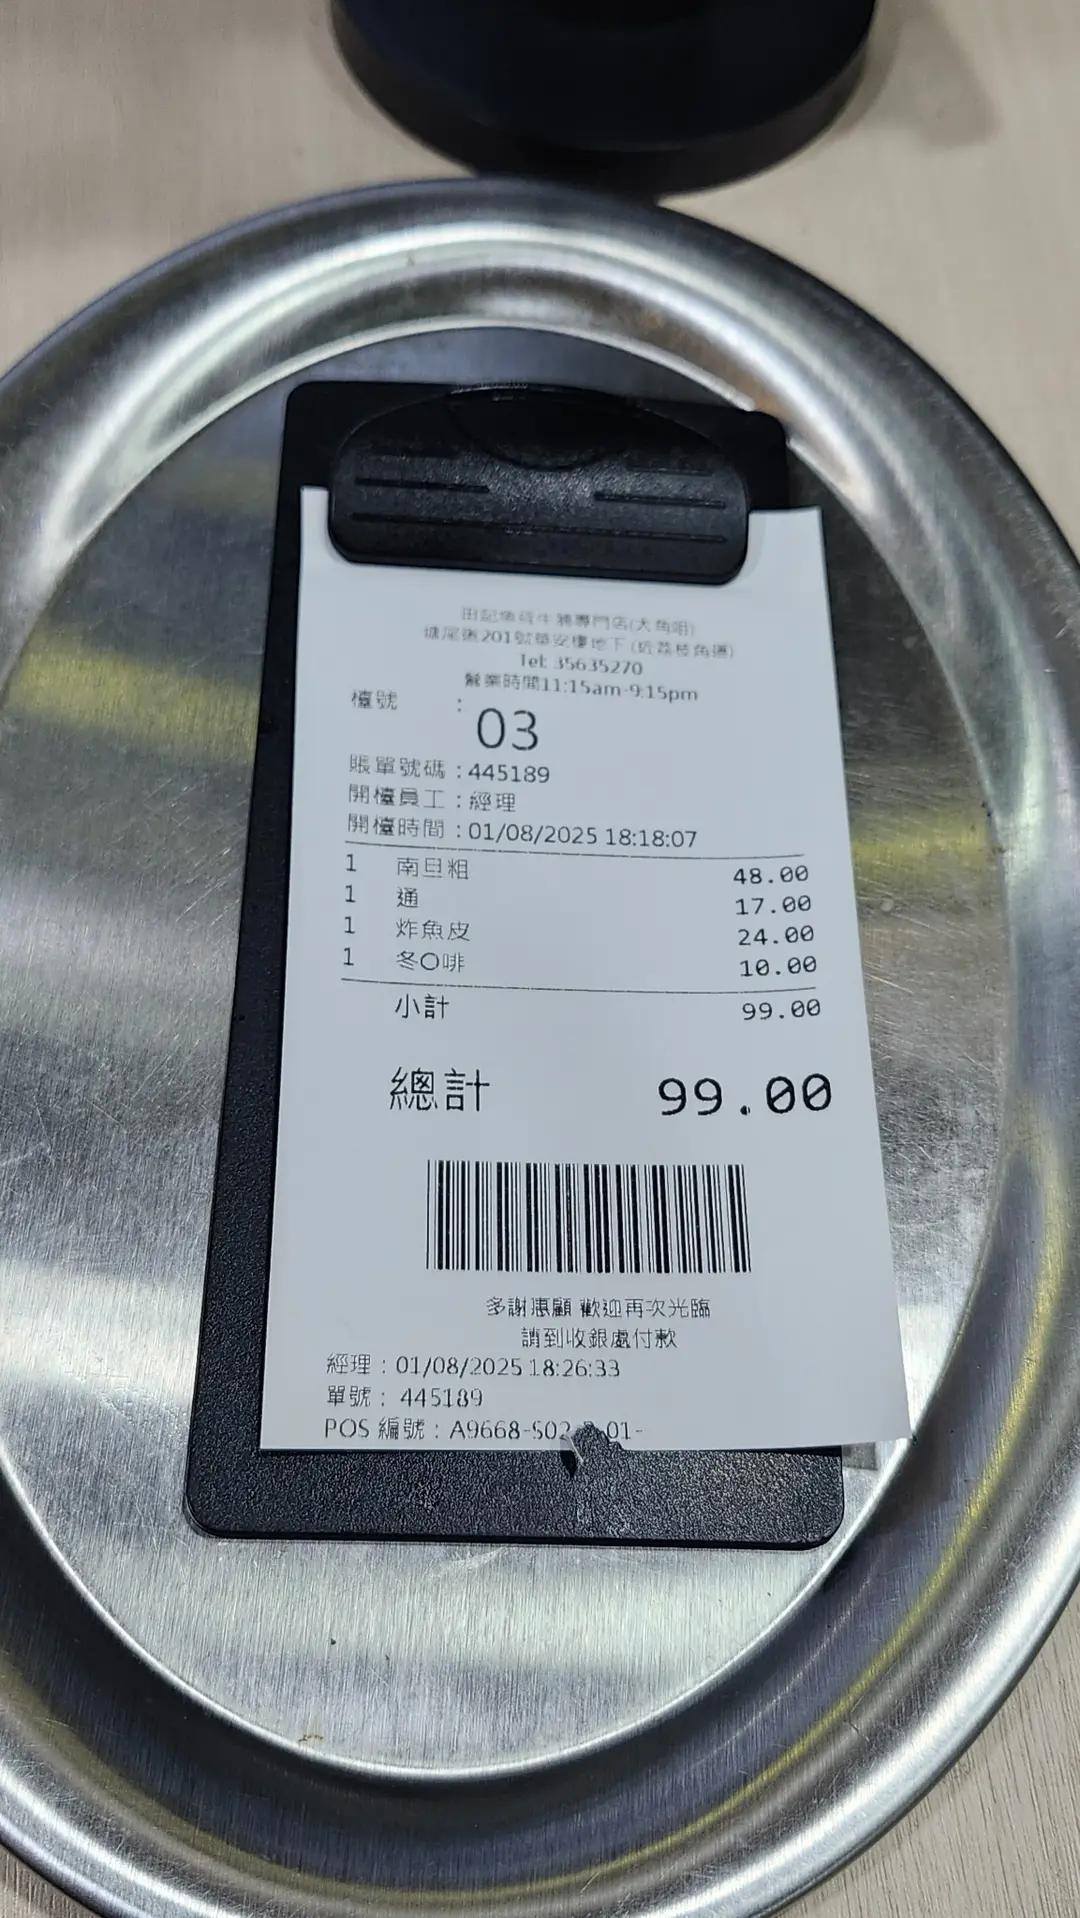 田記魚蛋牛雜專門店(大角咀)
塘尾道201號華安樓地下 (近荔枝角道)
Tel: 35635270
營業時間11:15am-9:15pm
檯號 :
03
賬單號碼 : 445189
開檯員工 : 經理
開檯時間 : 01/08/2025 18:18:07
1 南旦粗 48.00
1 通 17.00
1 炸魚皮 24.00
1 冬O啡 10.00
小計 99.00
總計 99.00
多謝惠顧 歡迎再次光臨
請到收銀處付款
經理 : 01/08/2025 18:26:33
單號 : 445189
POS 編號 : A9668-S02- -01-